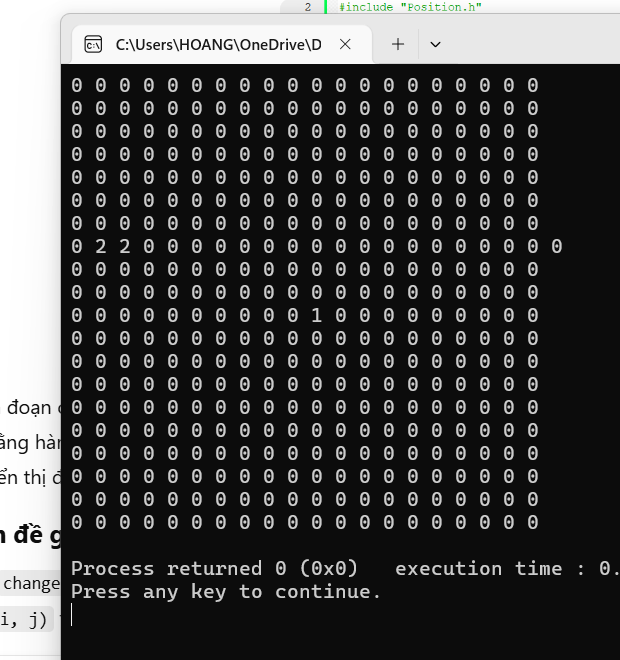 2 #include "Position.h"
C:\Users\HOANG\OneDrive\D
0 0 0 0 0 0 0 0 0 0 0 0 0 0 0 0 0 0 0 0
0 0 0 0 0 0 0 0 0 0 0 0 0 0 0 0 0 0 0 0
0 0 0 0 0 0 0 0 0 0 0 0 0 0 0 0 0 0 0 0
0 0 0 0 0 0 0 0 0 0 0 0 0 0 0 0 0 0 0 0
0 0 0 0 0 0 0 0 0 0 0 0 0 0 0 0 0 0 0 0
0 0 0 0 0 0 0 0 0 0 0 0 0 0 0 0 0 0 0 0
0 0 0 0 0 0 0 0 0 0 0 0 0 0 0 0 0 0 0 0
0 2 2 0 0 0 0 0 0 0 0 0 0 0 0 0 0 0 0 0 0
0 0 0 0 0 0 0 0 0 0 0 0 0 0 0 0 0 0 0 0
0 0 0 0 0 0 0 0 0 0 0 0 0 0 0 0 0 0 0 0
0 0 0 0 0 0 0 0 0 0 1 0 0 0 0 0 0 0 0 0
0 0 0 0 0 0 0 0 0 0 0 0 0 0 0 0 0 0 0 0
0 0 0 0 0 0 0 0 0 0 0 0 0 0 0 0 0 0 0 0
0 0 0 0 0 0 0 0 0 0 0 0 0 0 0 0 0 0 0 0
0 0 0 0 0 0 0 0 0 0 0 0 0 0 0 0 0 0 0 0
0 0 0 0 0 0 0 0 0 0 0 0 0 0 0 0 0 0 0 0
0 0 0 0 0 0 0 0 0 0 0 0 0 0 0 0 0 0 0 0
0 0 0 0 0 0 0 0 0 0 0 0 0 0 0 0 0 0 0 0
0 0 0 0 0 0 0 0 0 0 0 0 0 0 0 0 0 0 0 0
0 0 0 0 0 0 0 0 0 0 0 0 0 0 0 0 0 0 0 0
Process returned 0 (0x0) execution time : 0.
Press any key to continue.
đoạn
ằng hàr
ển thị đ
đề g
change
i, j)